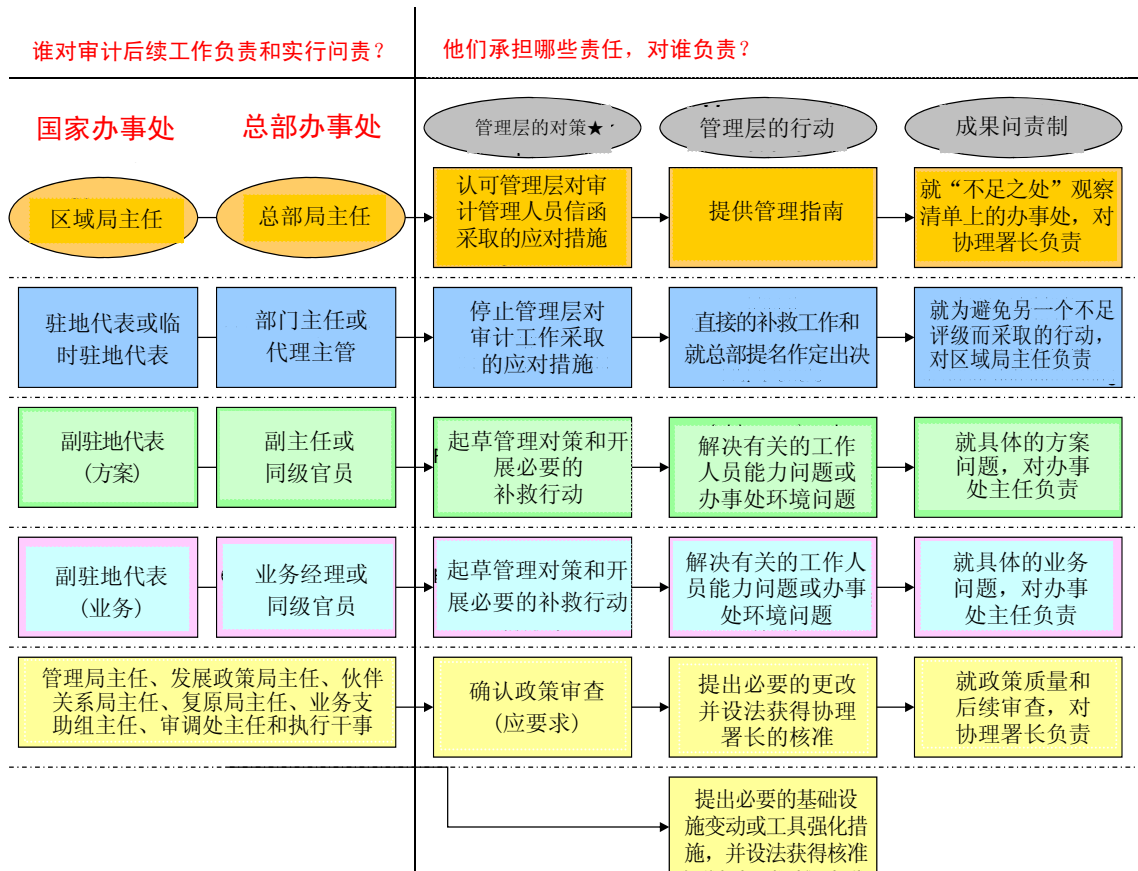 谁对审计后续工作负责和实行问责？
他们承担哪些责任，对谁负责？
国家办事处
总部办事处
管理层的对策★
管理层的行动
成果问责制
区域局主任
总部局主任
认可管理层对审
计管理人员信函
采取的应对措施
提供管理指南
就“不足之处”观察
清单上的办事处，对
协理署长负责
驻地代表或临
时驻地代表
部门主任或
代理主管
停止管理层对
审计工作采取
的应对措施
直接的补救工作和
就总部提名作定出决
就为避免另一个不足
评级而采取的行动，
对区域局主任负责
副驻地代表
(方案)
副主任或
同级官员
起草管理对策和开
展必要的
补救行动
解决有关的工作
人员能力问题或
办事处环境问题
就具体的方案
问题，对办事
处主任负责
副驻地代表
(业务)
业务经理或
同级官员
起草管理对策和开
展必要的补救行动
解决有关的工作人
员能力问题或办事
处环境问题
就具体的业务
问题，对办事
处主任负责
管理局主任、发展政策局主任、伙伴
关系局主任、复原局主任、业务支
助组主任、审调处主任和执行干事
确认政策审查
(应要求)
提出必要的更改
并设法获得协理
署长的核准
就政策质量和
后续审查，对
协理署长负责
提出必要的基础设
施变动或工具强化措
施，并设法获得核准